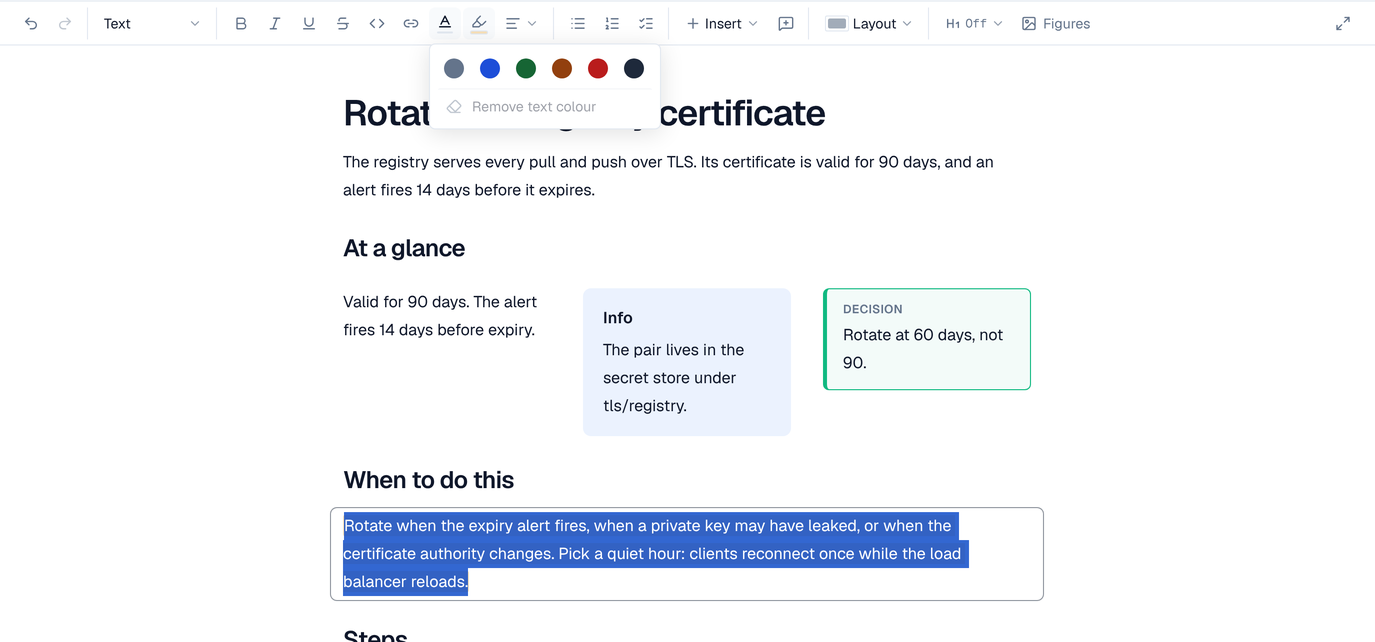 Text
B I U S A
Insert
Layout
H1 Off
Figures
Remove text colour
Rotat certificate
The registry serves every pull and push over TLS. Its certificate is valid for 90 days, and an
alert fires 14 days before it expires.
At a glance
Valid for 90 days. The alert
fires 14 days before expiry.
Info
The pair lives in the
secret store under
tls/registry.
DECISION
Rotate at 60 days, not
90.
When to do this
Rotate when the expiry alert fires, when a private key may have leaked, or when the
certificate authority changes. Pick a quiet hour: clients reconnect once while the load
balancer reloads.
Steps